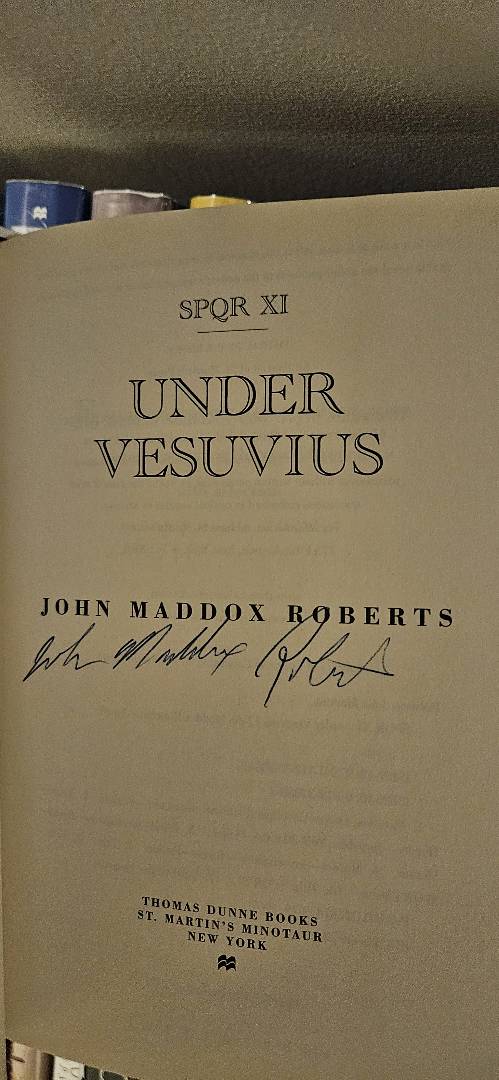 SPQR XI
UNDER
VESUVIUS
JOHN MADDOX ROBERTS
John Maddox Roberts
THOMAS DUNNE BOOKS
ST. MARTIN'S MINOTAUR
NEW YORK